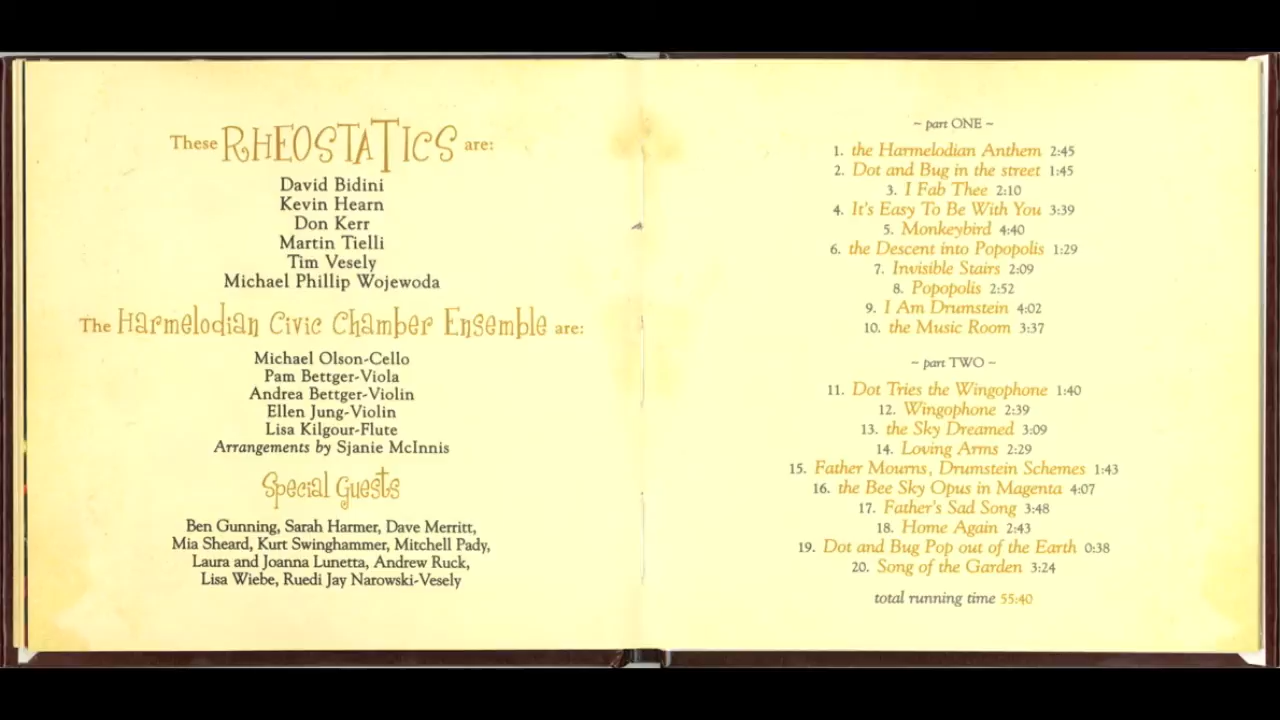 These RHEOSTATICS are:
David Bidini
Kevin Hearn
Don Kerr
Martin Tielli
Tim Vesely
Michael Phillip Wojewoda
The Harmelodian Civic Chamber Ensemble are:
Michael Olson-Cello
Pam Bettger-Viola
Andrea Bettger-Violin
Ellen Jung-Violin
Lisa Kilgour-Flute
Arrangements by Sjanie McInnis
Special Guests
Ben Gunning, Sarah Harmer, Dave Merritt,
Mia Sheard, Kurt Swinghammer, Mitchell Pady,
Laura and Joanna Lunetta, Andrew Ruck,
Lisa Wiebe, Ruedi Jay Narowski-Vesely
~ part ONE ~
1. the Harmelodian Anthem 2:45
2. Dot and Bug in the street 1:45
3. I Fab Thee 2:10
4. It's Easy To Be With You 3:39
5. Monkeybird 4:40
6. the Descent into Popopolis 1:29
7. Invisible Stairs 2:09
8. Popopolis 2:52
9. I Am Drumstein 4:02
10. the Music Room 3:37
~ part TWO ~
11. Dot Tries the Wingophone 1:40
12. Wingophone 2:39
13. the Sky Dreamed 3:09
14. Loving Arms 2:29
15. Father Mourns, Drumstein Schemes 1:43
16. the Bee Sky Opus in Magenta 4:07
17. Father's Sad Song 3:48
18. Home Again 2:43
19. Dot and Bug Pop out of the Earth 0:38
20. Song of the Garden 3:24
total running time 55:40